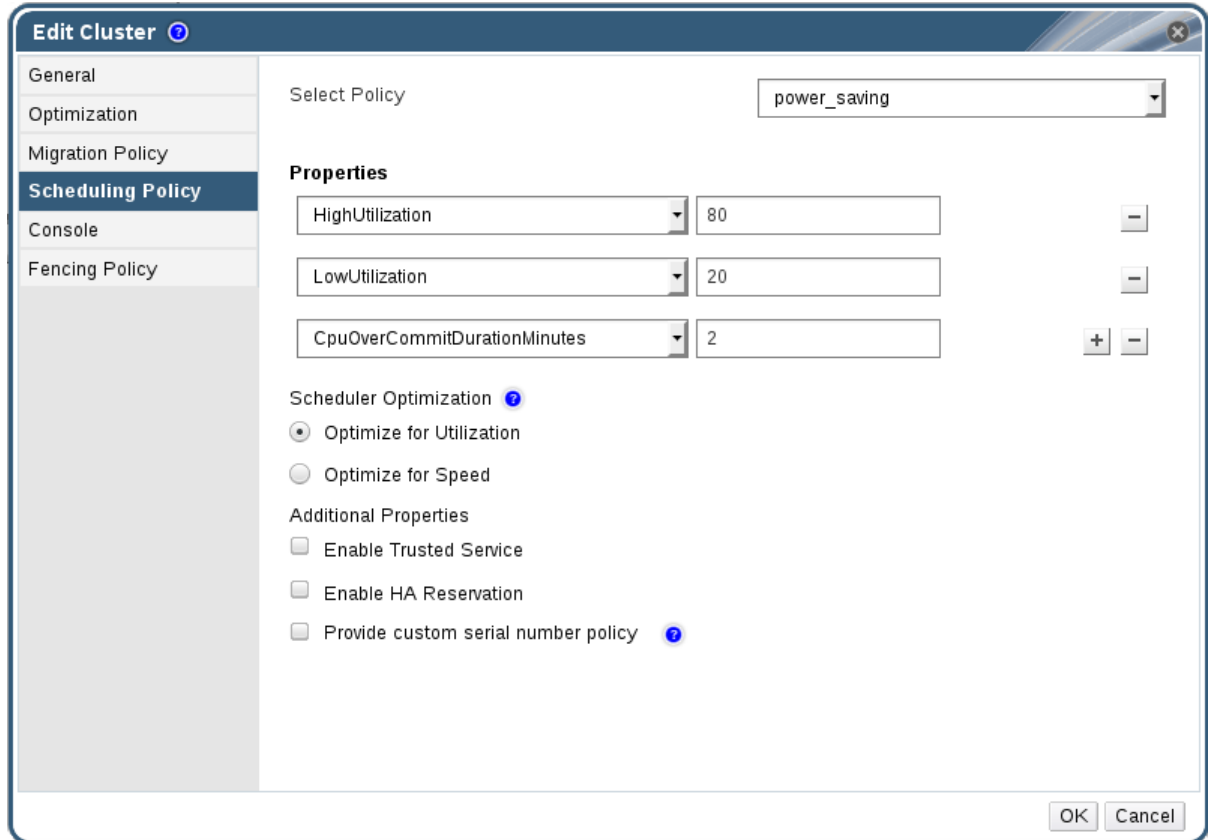 Edit Cluster ?
General
Optimization
Migration Policy
Scheduling Policy
Console
Fencing Policy
Select Policy power_saving
Properties
HighUtilization 80 −
LowUtilization 20 −
CpuOverCommitDurationMinutes 2 + −
Scheduler Optimization ?
Optimize for Utilization
Optimize for Speed
Additional Properties
Enable Trusted Service
Enable HA Reservation
Provide custom serial number policy ?
OK Cancel